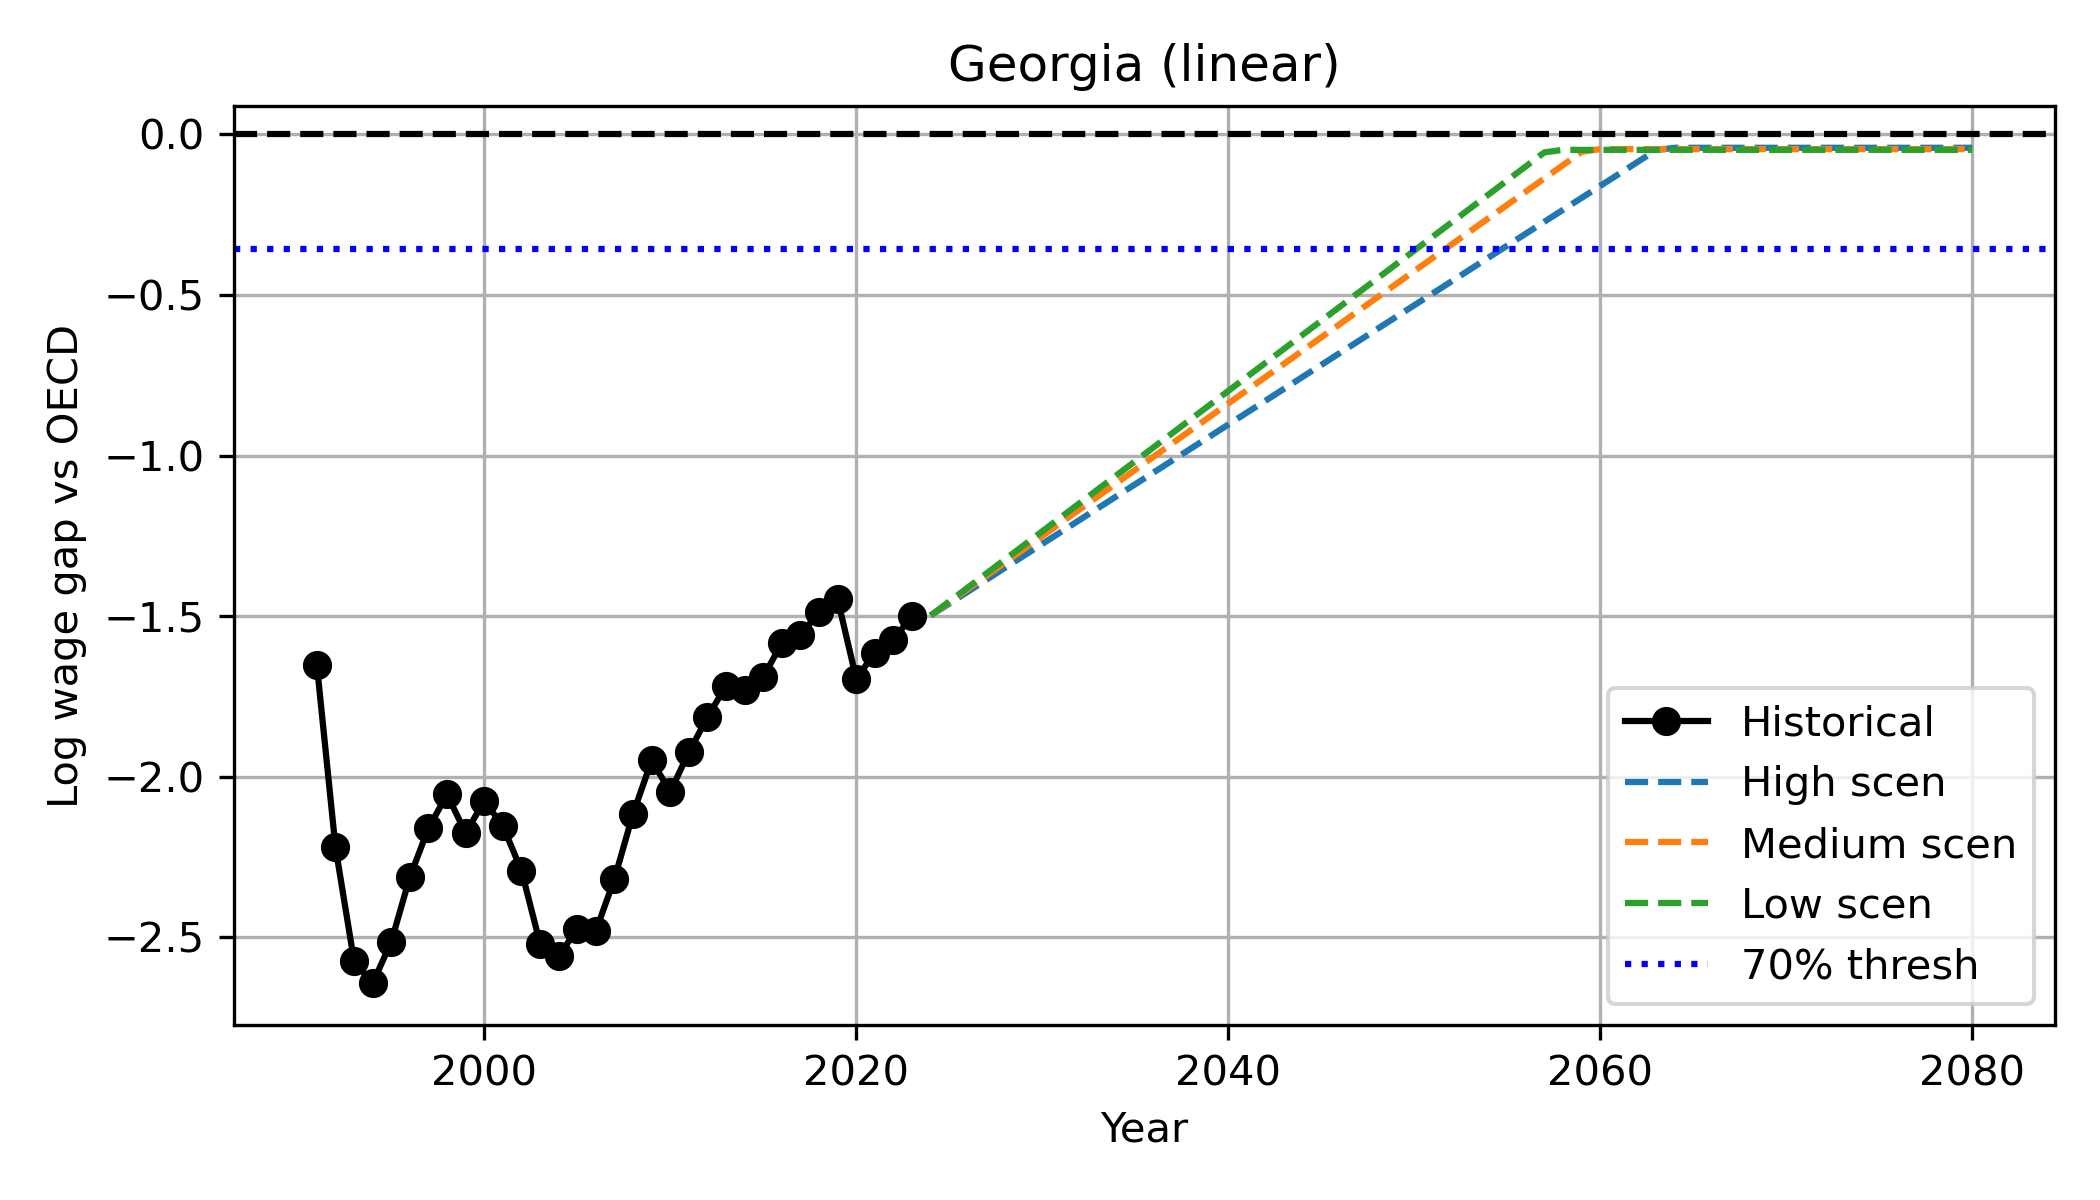 Georgia (linear)
Log wage gap vs OECD
0.0
−0.5
−1.0
−1.5
−2.0
−2.5
Historical
High scen
Medium scen
Low scen
70% thresh
2000 2020 2040 2060 2080
Year